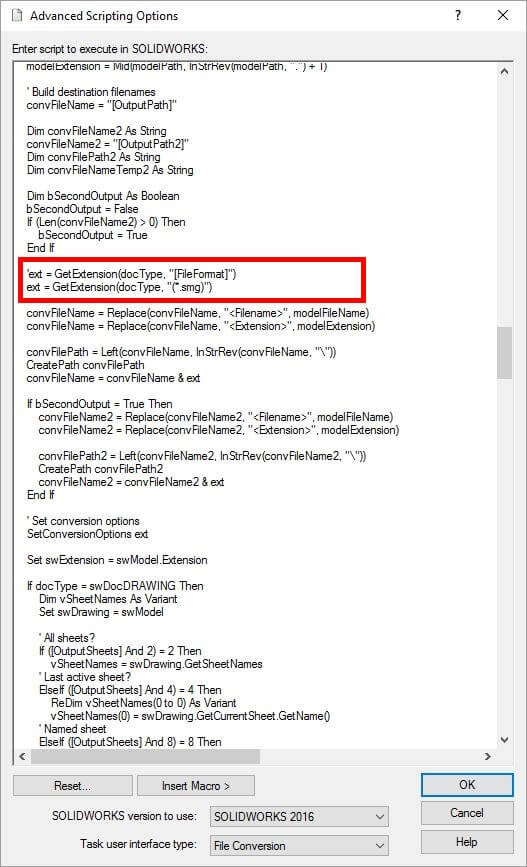 Advanced Scripting Options
Enter script to execute in SOLIDWORKS:
modelExtension = Mid(modelPath, InStrRev(modelPath, ".") + 1)
' Build destination filenames
convFileName = "[OutputPath]"
Dim convFileName2 As String
convFileName2 = "[OutputPath2]"
Dim convFilePath2 As String
Dim convFileNameTemp2 As String
Dim bSecondOutput As Boolean
bSecondOutput = False
If (Len(convFileName2) > 0) Then
bSecondOutput = True
End If
'ext = GetExtension(docType, "[FileFormat]")
ext = GetExtension(docType, "(*.smg)")
convFileName = Replace(convFileName, "<Filename>", modelFileName)
convFileName = Replace(convFileName, "<Extension>", modelExtension)
convFilePath = Left(convFileName, InStrRev(convFileName, "\"))
CreatePath convFilePath
convFileName = convFileName & ext
If bSecondOutput = True Then
convFileName2 = Replace(convFileName2, "<Filename>", modelFileName)
convFileName2 = Replace(convFileName2, "<Extension>", modelExtension)
convFilePath2 = Left(convFileName2, InStrRev(convFileName2, "\"))
CreatePath convFilePath2
convFileName2 = convFileName2 & ext
End If
' Set conversion options
SetConversionOptions ext
Set swExtension = swModel.Extension
If docType = swDocDRAWING Then
Dim vSheetNames As Variant
Set swDrawing = swModel
' All sheets?
If ([OutputSheets] And 2) = 2 Then
vSheetNames = swDrawing.GetSheetNames
' Last active sheet?
ElseIf ([OutputSheets] And 4) = 4 Then
ReDim vSheetNames(0 to 0) As Variant
vSheetNames(0) = swDrawing.GetCurrentSheet.GetName()
' Named sheet
ElseIf ([OutputSheets] And 8) = 8 Then
Reset...
Insert Macro >
OK
SOLIDWORKS version to use:
SOLIDWORKS 2016
Cancel
Task user interface type:
File Conversion
Help